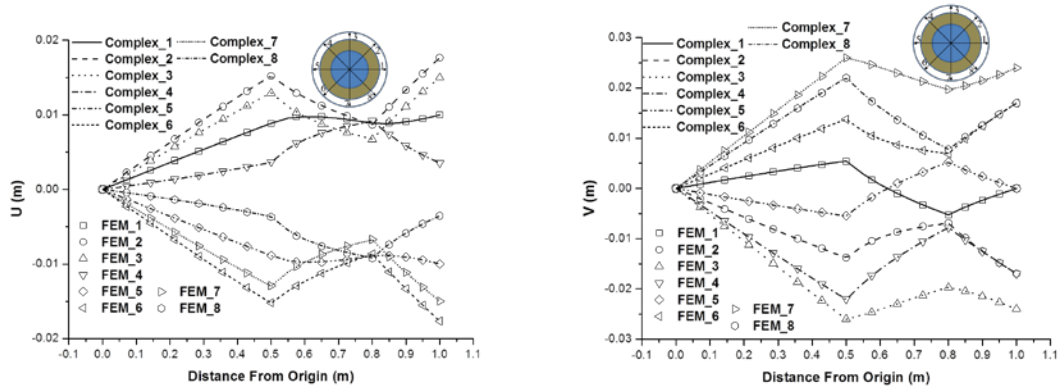 0.02
0.01
0.00
-0.01
-0.02
U (m)
Complex_1
Complex_2
Complex_3
Complex_4
Complex_5
Complex_6
Complex_7
Complex_8
FEM_1
FEM_2
FEM_3
FEM_4
FEM_5
FEM_6
FEM_7
FEM_8
-0.1 0.0 0.1 0.2 0.3 0.4 0.5 0.6 0.7 0.8 0.9 1.0 1.1
Distance From Origin (m)
0.03
0.02
0.01
0.00
-0.01
-0.02
-0.03
V (m)
Complex_7
Complex_8
Complex_1
Complex_2
Complex_3
Complex_4
Complex_5
Complex_6
FEM_1
FEM_2
FEM_3
FEM_4
FEM_5
FEM_6
FEM_7
FEM_8
-0.1 0.0 0.1 0.2 0.3 0.4 0.5 0.6 0.7 0.8 0.9 1.0 1.1
Distance From Origin (m)